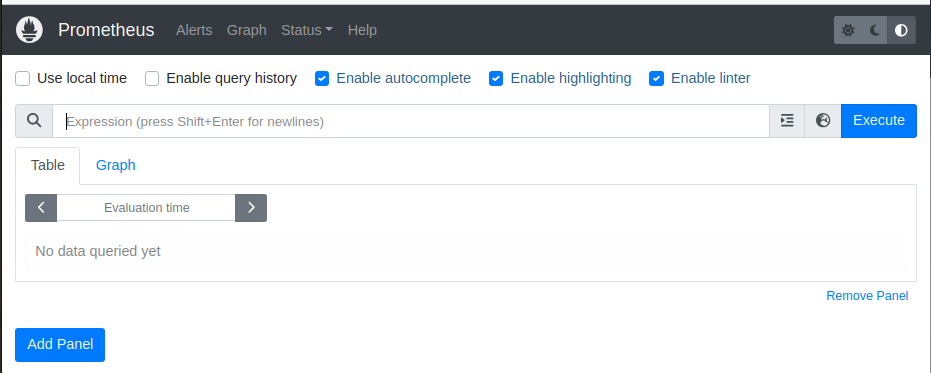 Prometheus Alerts Graph Status Help
Use local time Enable query history Enable autocomplete Enable highlighting Enable linter
Expression (press Shift+Enter for newlines) Execute
Table Graph
Evaluation time
No data queried yet
Remove Panel
Add Panel